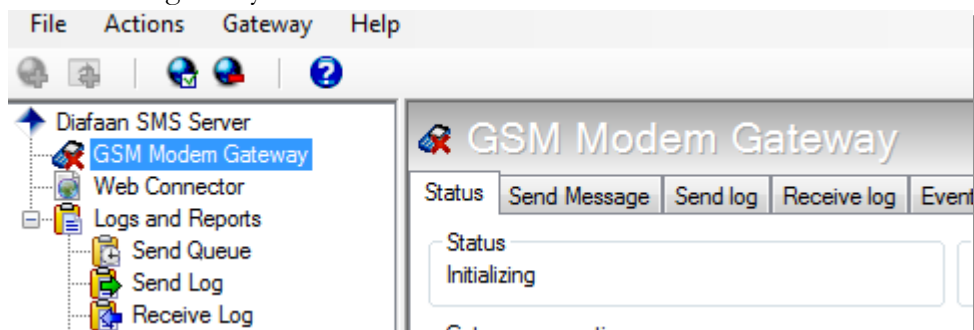 File Actions Gateway Help
Diafaan SMS Server
GSM Modem Gateway
Web Connector
Logs and Reports
Send Queue
Send Log
Receive Log
GSM Modem Gateway
Status Send Message Send log Receive log Event
Status
Initializing